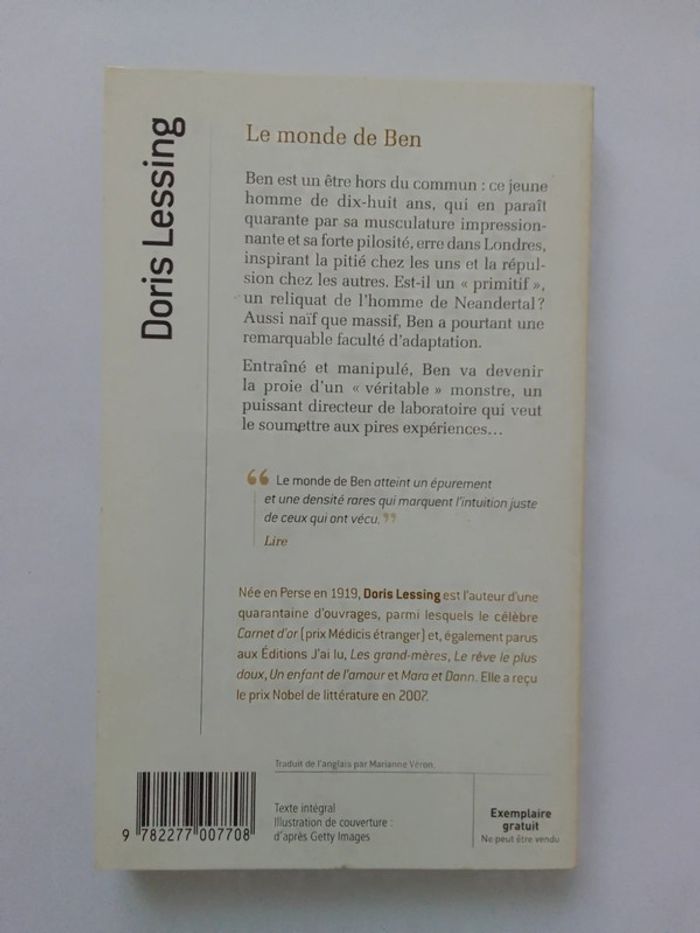 Doris Lessing
Le monde de Ben
Ben est un être hors du commun : ce jeune
homme de dix-huit ans, qui en paraît
quarante par sa musculature impression-
nante et sa forte pilosité, erre dans Londres,
inspirant la pitié chez les uns et la répul-
sion chez les autres. Est-il un « primitif »,
un reliquat de l'homme de Neandertal ?
Aussi naïf que massif, Ben a pourtant une
remarquable faculté d'adaptation.
Entraîné et manipulé, Ben va devenir
la proie d'un « véritable » monstre, un
puissant directeur de laboratoire qui veut
le soumettre aux pires expériences...
“ Le monde de Ben atteint un épurement
et une densité rares qui marquent l'intuition juste
de ceux qui ont vécu. ”
Lire
Née en Perse en 1919, Doris Lessing est l'auteur d'une
quarantaine d'ouvrages, parmi lesquels le célèbre
Carnet d'or (prix Médicis étranger) et, également parus
aux Éditions J'ai lu, Les grand-mères, Le rêve le plus
doux, Un enfant de l'amour et Mara et Dann. Elle a reçu
le prix Nobel de littérature en 2007.
Traduit de l'anglais par Marianne Véron.
Texte intégral
Illustration de couverture :
d'après Getty Images
Exemplaire
gratuit
Ne peut être vendu
9 782277 007708